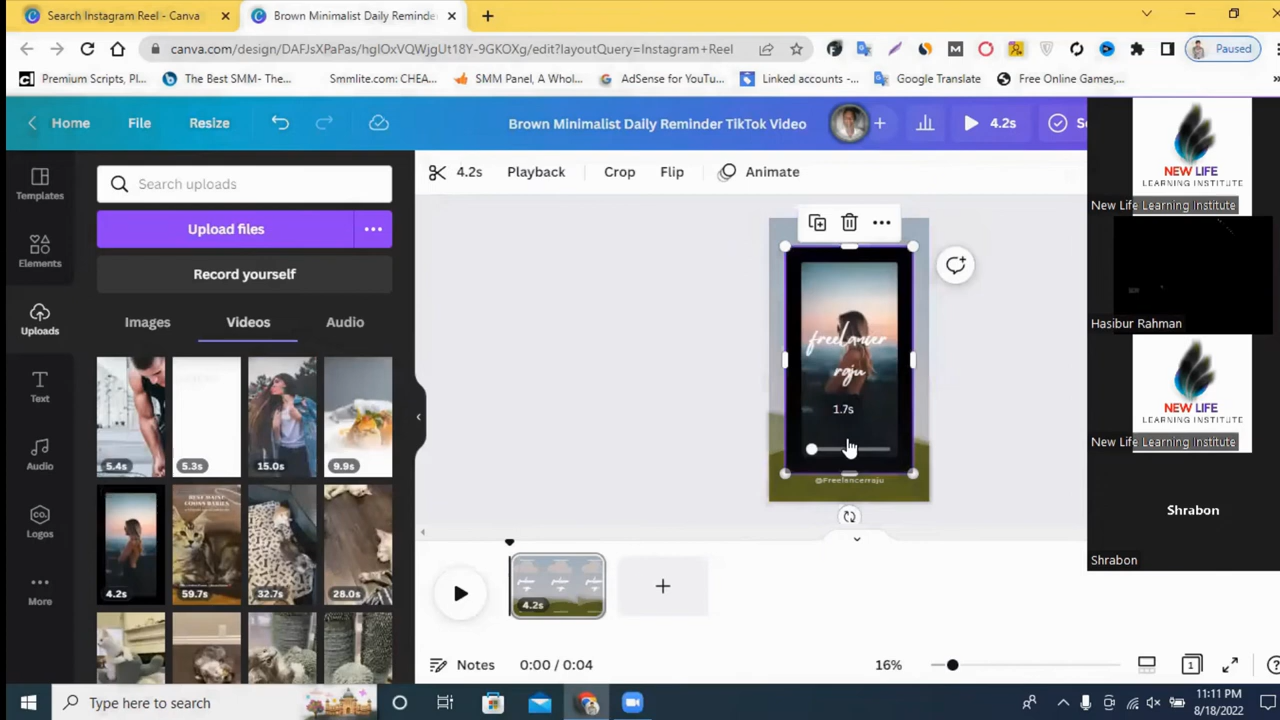 Search Instagram Reel - Canva
Brown Minimalist Daily Reminder
canva.com/design/DAFJsXPaPas/hgIOxVQWjgUt18Y-9GKOXg/edit?layoutQuery=Instagram+Reel
Paused
Premium Scripts, Pl...
The Best SMM- The...
Smmlite.com: CHEA...
SMM Panel, A Whol...
AdSense for YouTu...
Linked accounts -...
Google Translate
Free Online Games,...
Home
File
Resize
Brown Minimalist Daily Reminder TikTok Video
4.2s
4.2s
Playback
Crop
Flip
Animate
Templates
Elements
Uploads
Text
Audio
Logos
More
Search uploads
Upload files
Record yourself
Images
Videos
Audio
5.4s
5.3s
15.0s
9.9s
4.2s
59.7s
32.7s
28.0s
freelancer
raju
1.7s
@Freelancerraju
4.2s
Notes
0:00 / 0:04
16%
1
NEW LIFE
LEARNING INSTITUTE
New Life Learning Institute
Hasibur Rahman
NEW LIFE
LEARNING INSTITUTE
New Life Learning Institute
Shrabon
Shrabon
Type here to search
11:11 PM
8/18/2022